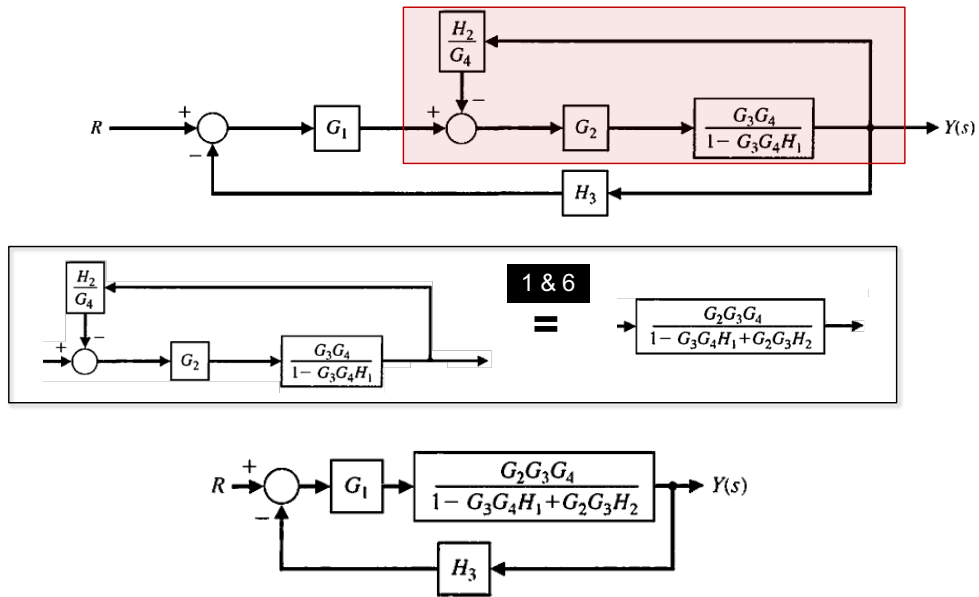 H₂
G₄
R + − G₁ + − G₂ G₃G₄ / 1− G₃G₄H₁ Y(s)
H₃
H₂
G₄
1 & 6
=
+ − G₂ G₃G₄ / 1− G₃G₄H₁
G₂G₃G₄ / 1− G₃G₄H₁+G₂G₃H₂
R + − G₁ G₂G₃G₄ / 1− G₃G₄H₁+G₂G₃H₂ Y(s)
H₃